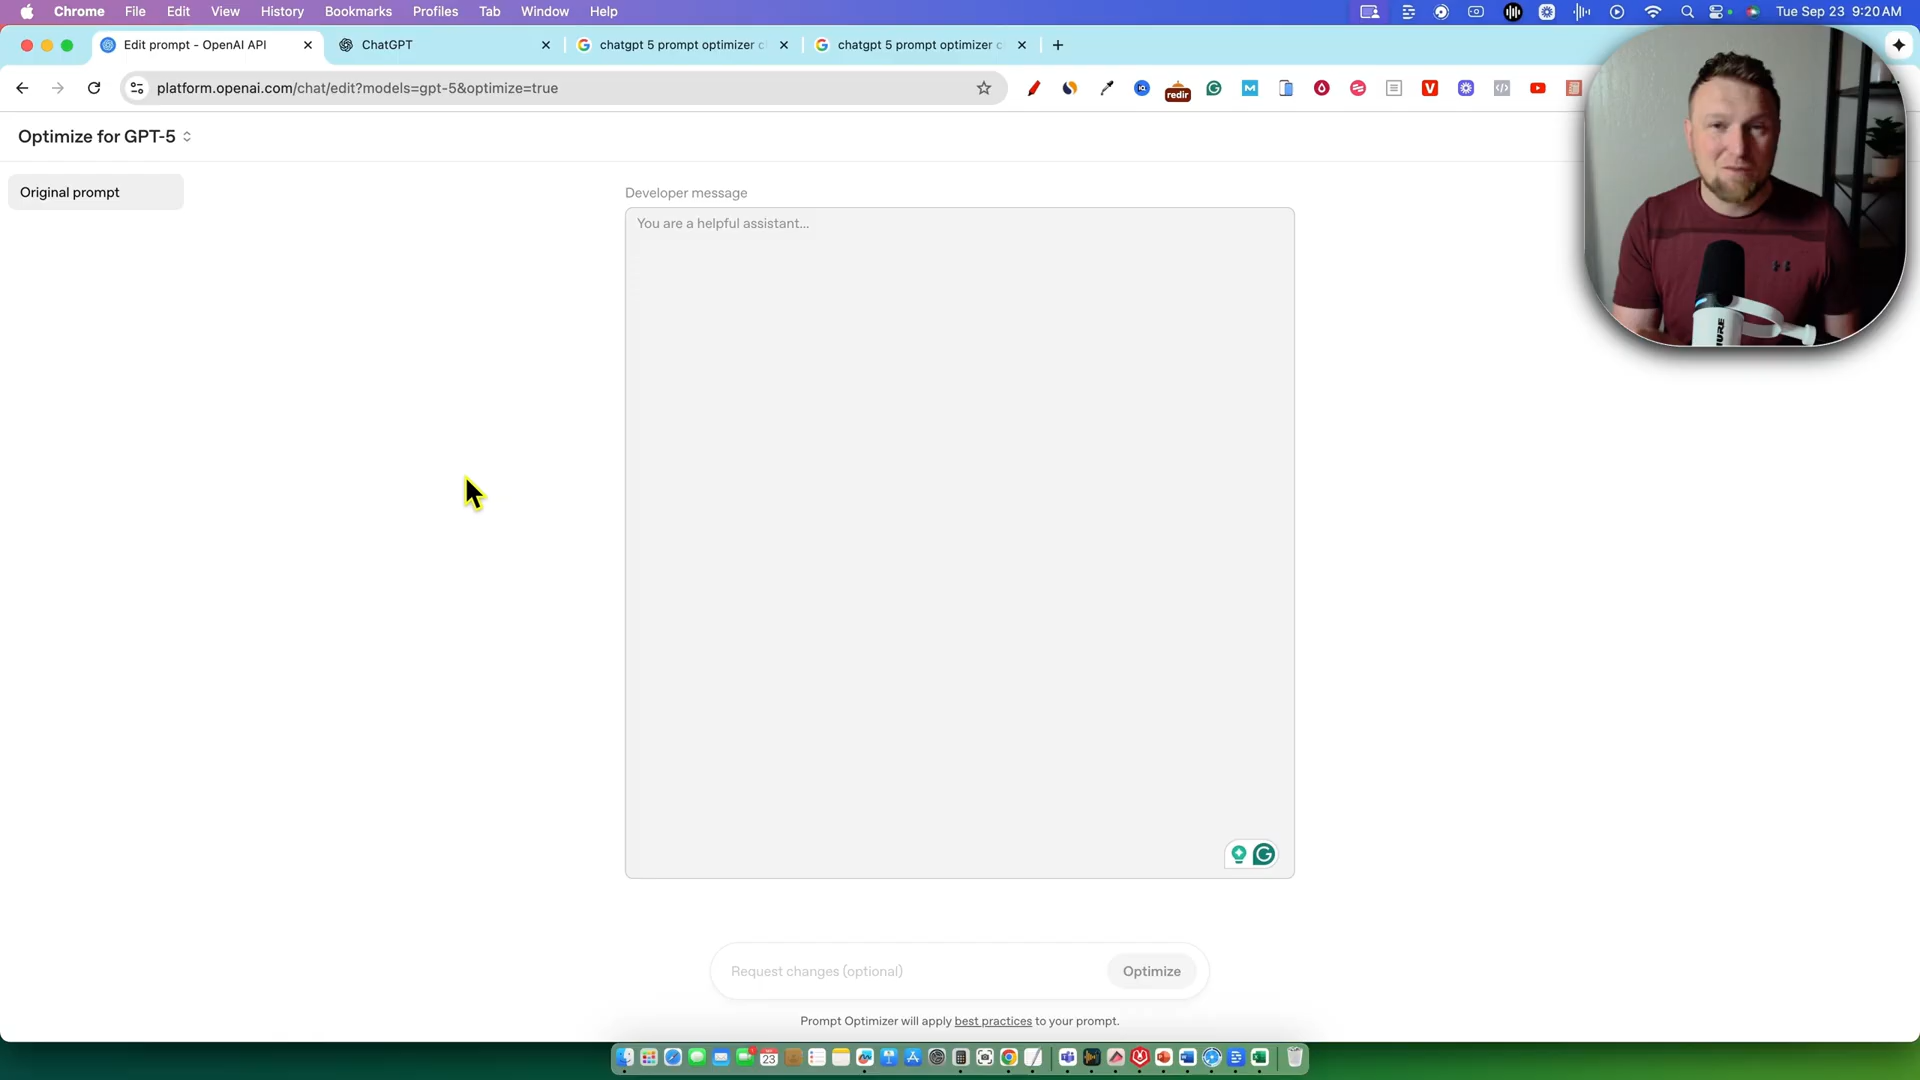 Chrome File Edit View History Bookmarks Profiles Tab Window Help Tue Sep 23 9:20 AM
Edit prompt - OpenAI API ChatGPT chatgpt 5 prompt optimizer c chatgpt 5 prompt optimizer c
platform.openai.com/chat/edit?models=gpt-5&optimize=true
redir
Optimize for GPT-5
Original prompt
Developer message
You are a helpful assistant...
Request changes (optional) Optimize
Prompt Optimizer will apply best practices to your prompt.
23